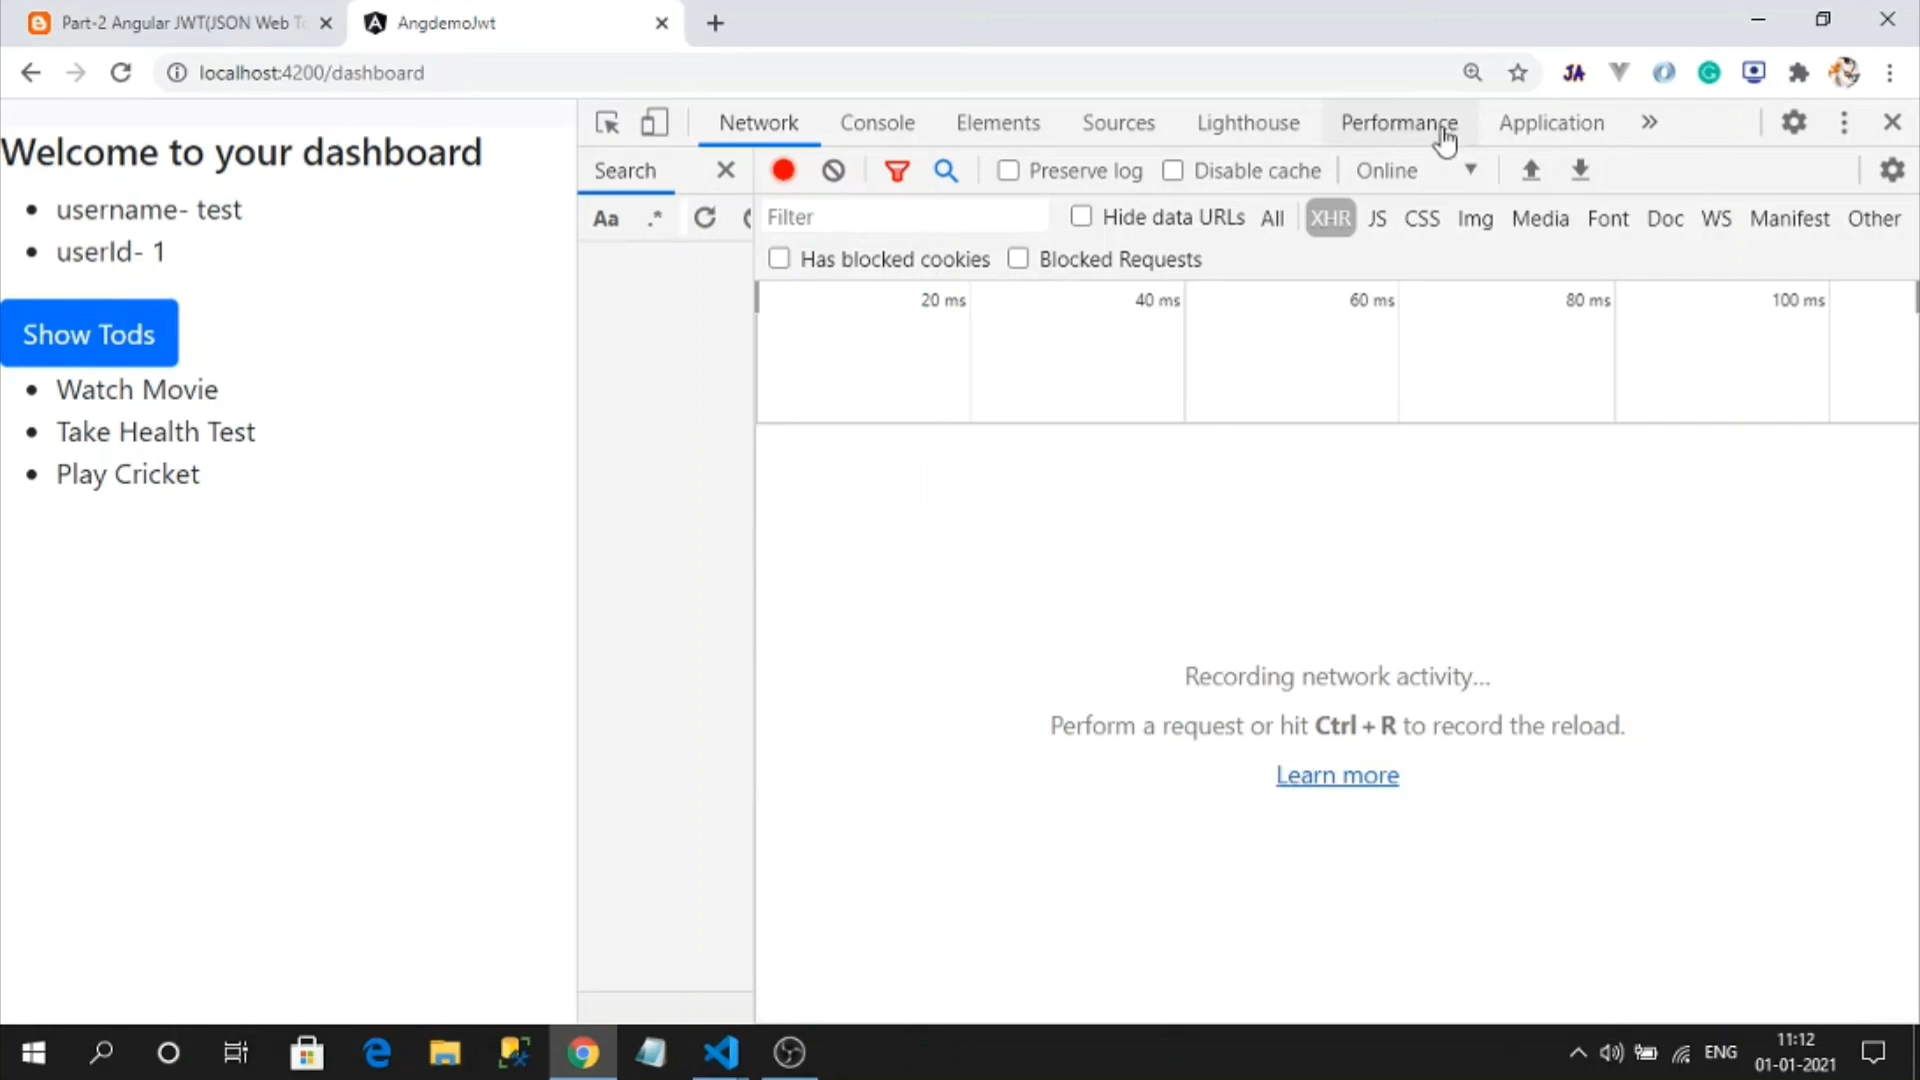 Part-2 Angular JWT(JSON Web To
AngdemoJwt
localhost:4200/dashboard
JA
Welcome to your dashboard
username- test
userId- 1
Show Tods
Watch Movie
Take Health Test
Play Cricket
Network Console Elements Sources Lighthouse Performance Application
Search
Preserve log Disable cache Online
Aa .*
Filter Hide data URLs All XHR JS CSS Img Media Font Doc WS Manifest Other
Has blocked cookies Blocked Requests
20 ms 40 ms 60 ms 80 ms 100 ms
Recording network activity...
Perform a request or hit Ctrl + R to record the reload.
Learn more
ENG
11:12
01-01-2021